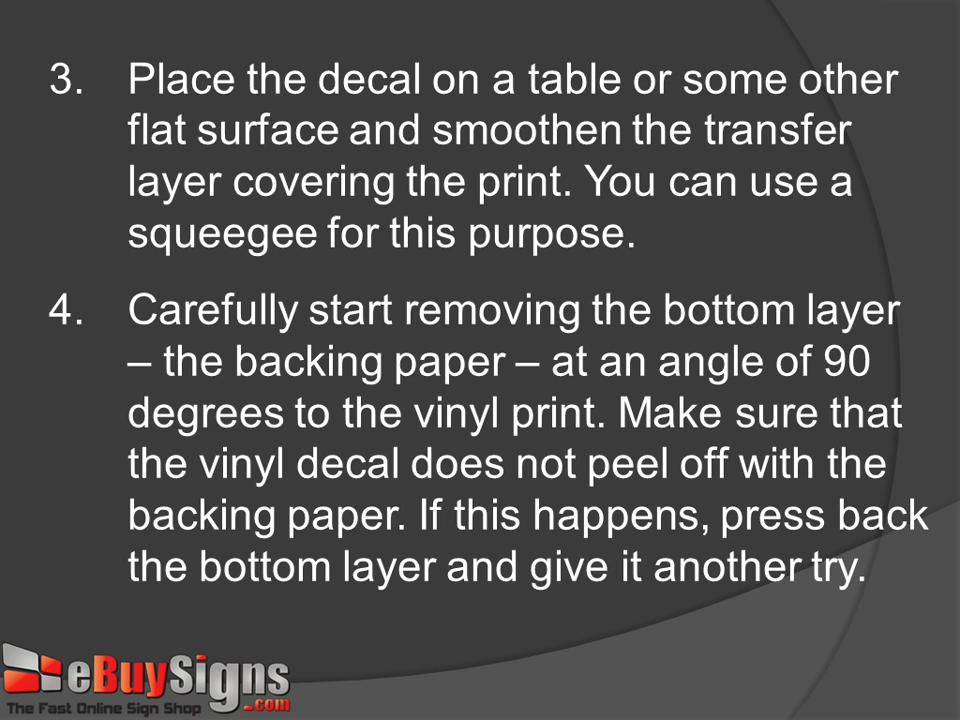 3. Place the decal on a table or some other
flat surface and smoothen the transfer
layer covering the print. You can use a
squeegee for this purpose.
4. Carefully start removing the bottom layer
– the backing paper – at an angle of 90
degrees to the vinyl print. Make sure that
the vinyl decal does not peel off with the
backing paper. If this happens, press back
the bottom layer and give it another try.
eBuySigns
.com
The Fast Online Sign Shop